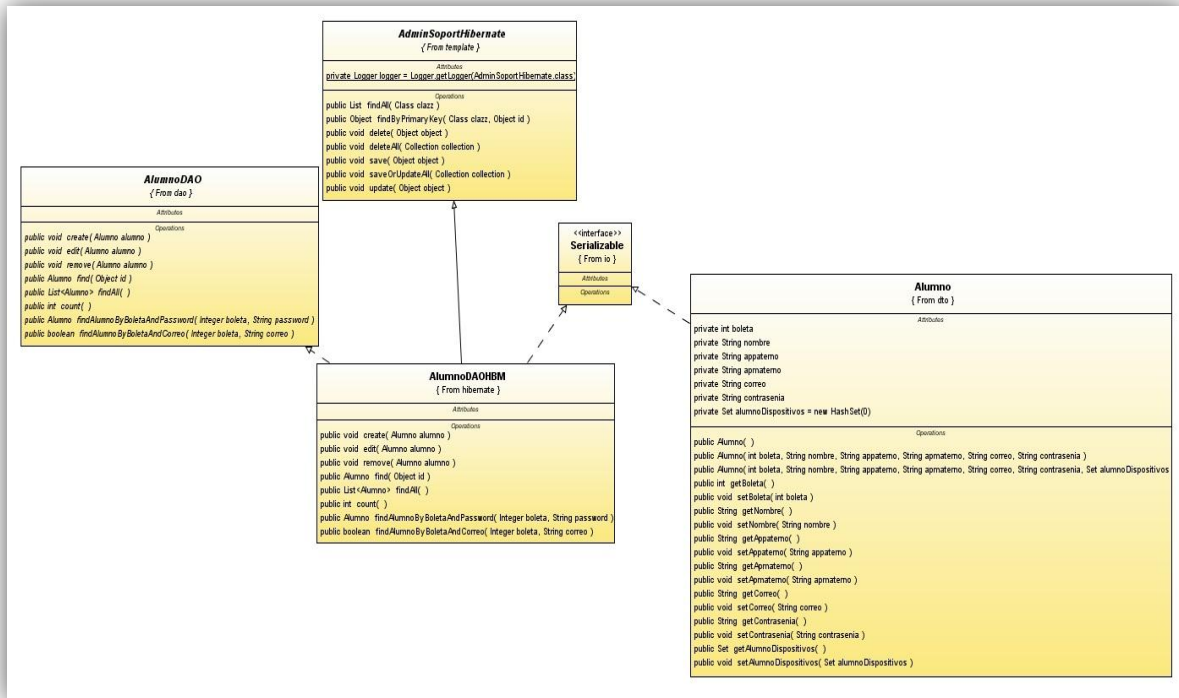 AdminSoportHibernate
{ From template }
Attributes
private Logger logger = Logger.getLogger(AdminSoportHibernate.class)
Operations
public List findAll( Class clazz )
public Object findByPrimaryKey( Class clazz, Object id )
public void delete( Object object )
public void deleteAll( Collection collection )
public void save( Object object )
public void saveOrUpdateAll( Collection collection )
public void update( Object object )
AlumnoDAO
{ From dao }
Attributes
Operations
public void create( Alumno alumno )
public void edit( Alumno alumno )
public void remove( Alumno alumno )
public Alumno find( Object id )
public List<Alumno> findAll( )
public int count( )
public Alumno findAlumnoByBoletaAndPassword( Integer boleta, String password )
public boolean findAlumnoByBoletaAndCorreo( Integer boleta, String correo )
<<interface>>
Serializable
{ From io }
Attributes
Operations
AlumnoDAOHBM
{ From hibernate }
Attributes
Operations
public void create( Alumno alumno )
public void edit( Alumno alumno )
public void remove( Alumno alumno )
public Alumno find( Object id )
public List<Alumno> findAll( )
public int count( )
public Alumno findAlumnoByBoletaAndPassword( Integer boleta, String password )
public boolean findAlumnoByBoletaAndCorreo( Integer boleta, String correo )
Alumno
{ From dto }
Attributes
private int boleta
private String nombre
private String appaterno
private String apmaterno
private String correo
private String contrasenia
private Set alumnoDispositivos = new HashSet(0)
Operations
public Alumno( )
public Alumno( int boleta, String nombre, String appaterno, String apmaterno, String correo, String contrasenia )
public Alumno( int boleta, String nombre, String appaterno, String apmaterno, String correo, String contrasenia, Set alumnoDispositivos
public int getBoleta( )
public void setBoleta( int boleta )
public String getNombre( )
public void setNombre( String nombre )
public String getAppaterno( )
public void setAppaterno( String appaterno )
public String getApmaterno( )
public void setApmaterno( String apmaterno )
public String getCorreo( )
public void setCorreo( String correo )
public String getContrasenia( )
public void setContrasenia( String contrasenia )
public Set getAlumnoDispositivos( )
public void setAlumnoDispositivos( Set alumnoDispositivos )